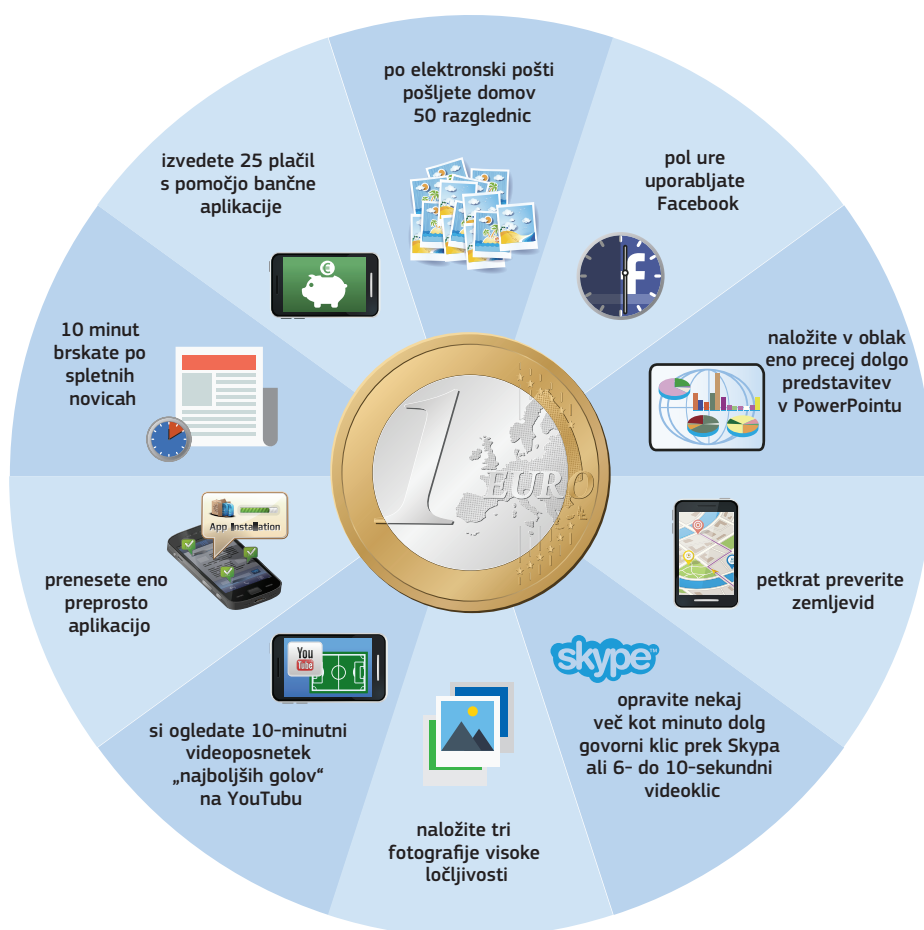 po elektronski pošti
pošljete domov
50 razglednic
pol ure
uporabljate
Facebook
f
naložite v oblak
eno precej dolgo
predstavitev
v PowerPointu
petkrat preverite
zemljevid
skype™
opravite nekaj
več kot minuto dolg
govorni klic prek Skypa
ali 6- do 10-sekundni
videoklic
naložite tri
fotografije visoke
ločljivosti
You
Tube
si ogledate 10-minutni
videoposnetek
„najboljših golov“
na YouTubu
App Installation
prenesete eno
preprosto
aplikacijo
10 minut
brskate po
spletnih
novicah
izvedete 25 plačil
s pomočjo bančne
aplikacije
€
1
EURO